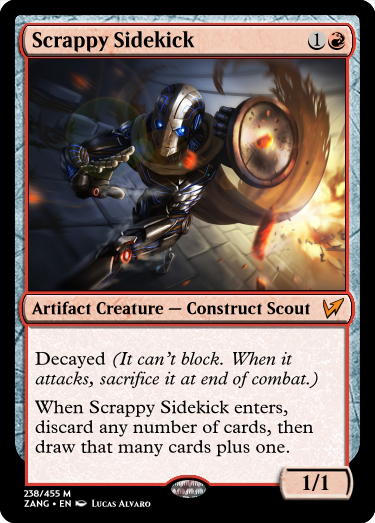 Scrappy Sidekick 1
Artifact Creature — Construct Scout
Decayed (It can't block. When it
attacks, sacrifice it at end of combat.)
When Scrappy Sidekick enters,
discard any number of cards, then
draw that many cards plus one.
1/1
238/455 M
ZANG • EN Lucas Alvaro